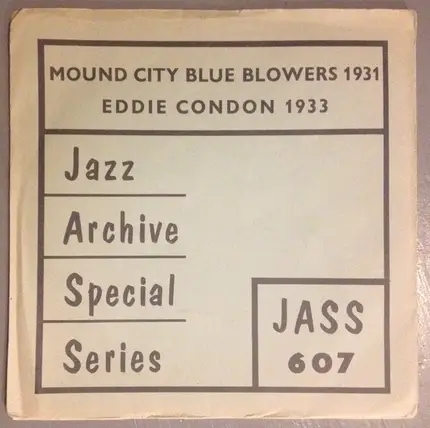 MOUND CITY BLUE BLOWERS 1931
EDDIE CONDON 1933
Jazz
Archive
Special
Series
JASS
607